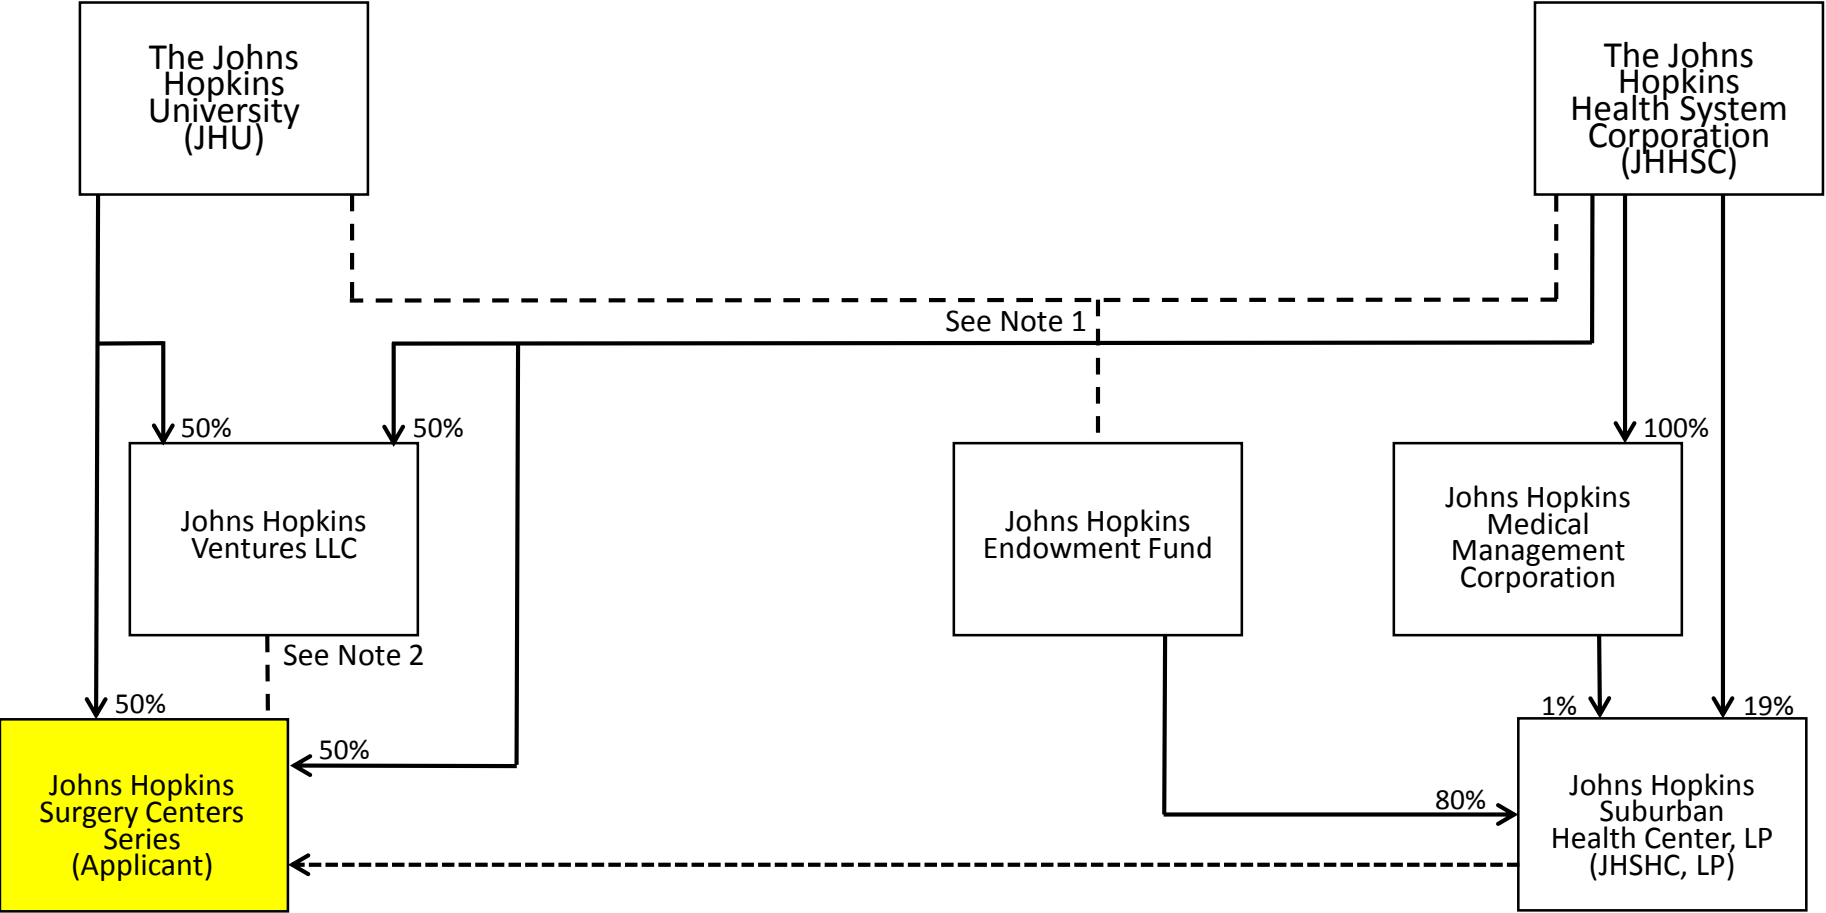 The Johns
Hopkins
University
(JHU)
The Johns
Hopkins
Health System
Corporation
(JHHSC)
See Note 1
50%
50%
100%
Johns Hopkins
Ventures LLC
Johns Hopkins
Endowment Fund
Johns Hopkins
Medical
Management
Corporation
See Note 2
50%
1%
19%
50%
80%
Johns Hopkins
Surgery Centers
Series
(Applicant)
Johns Hopkins
Suburban
Health Center, LP
(JHSHC, LP)